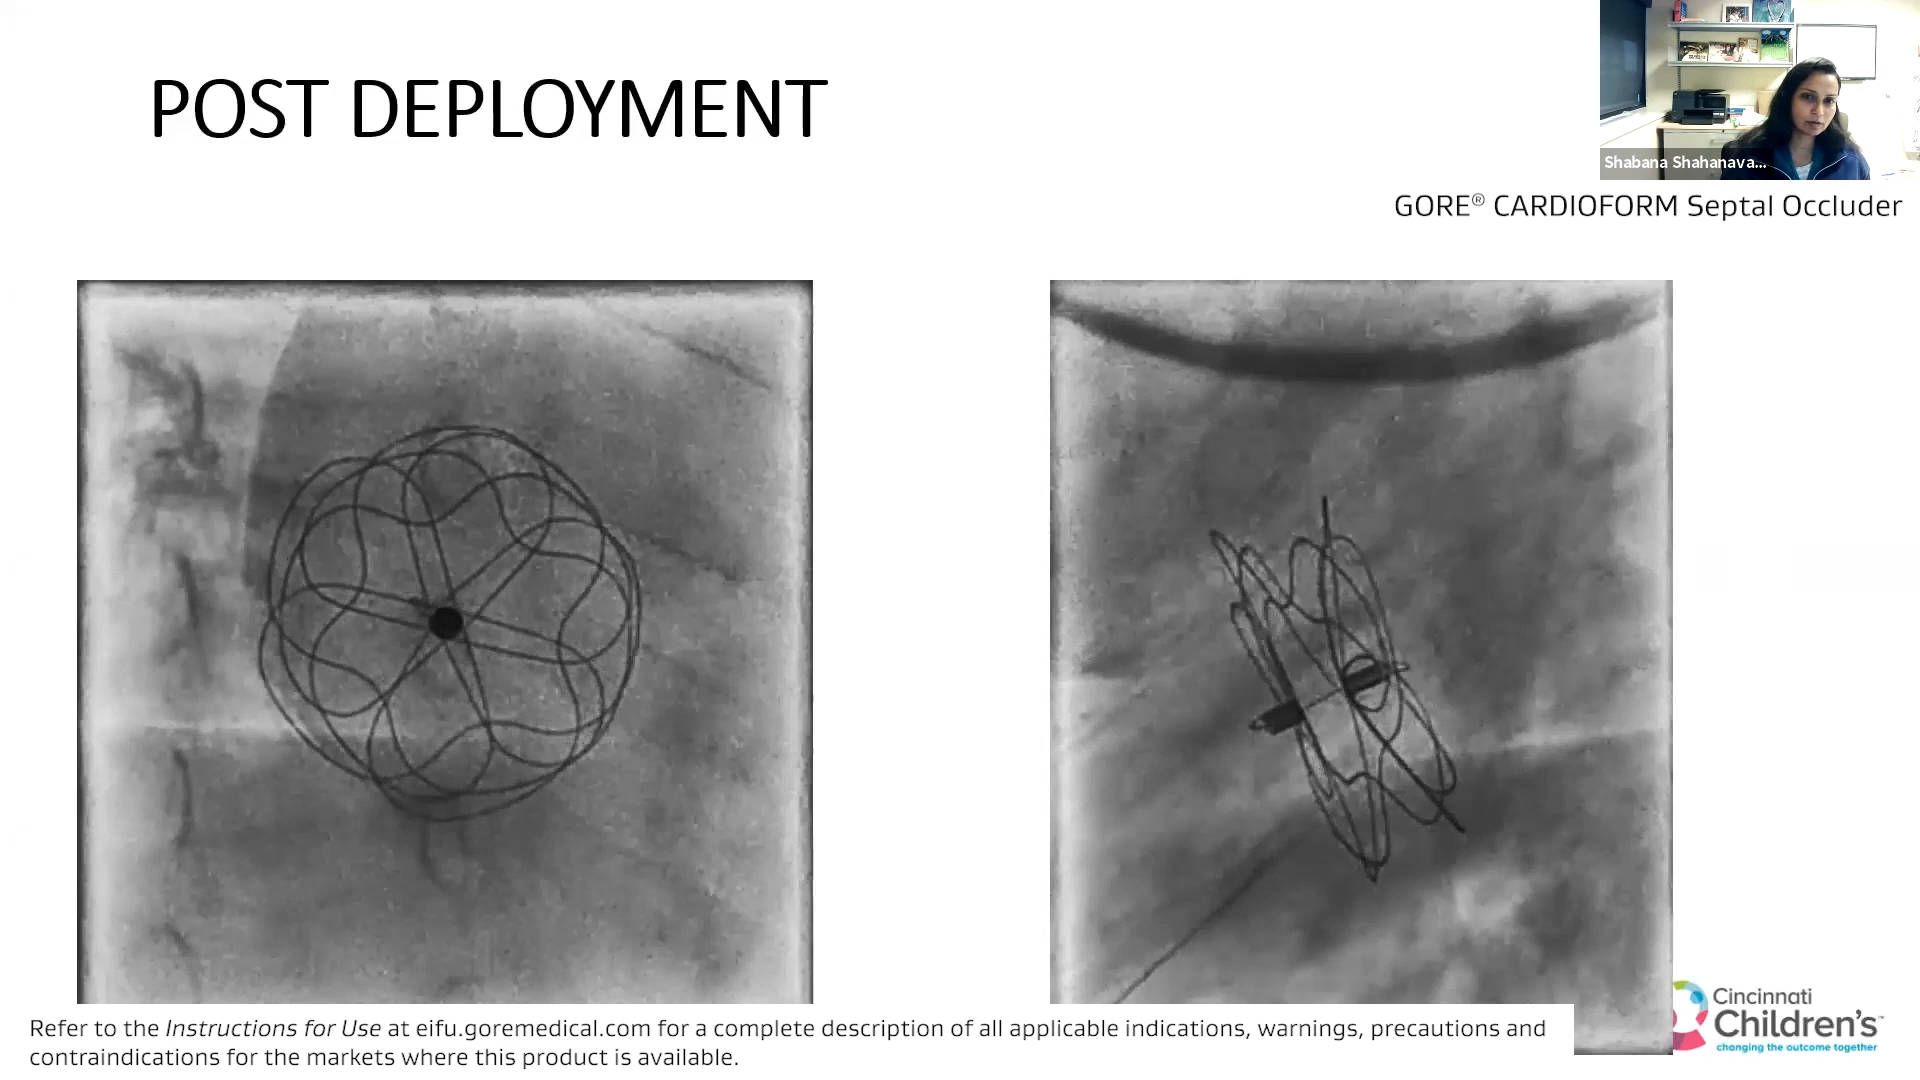 POST DEPLOYMENT
Shabana Shahanava...
GORE® CARDIOFORM Septal Occluder
Refer to the Instructions for Use at eifu.goremedical.com for a complete description of all applicable indications, warnings, precautions and
contraindications for the markets where this product is available.
Cincinnati
Children's™
changing the outcome together